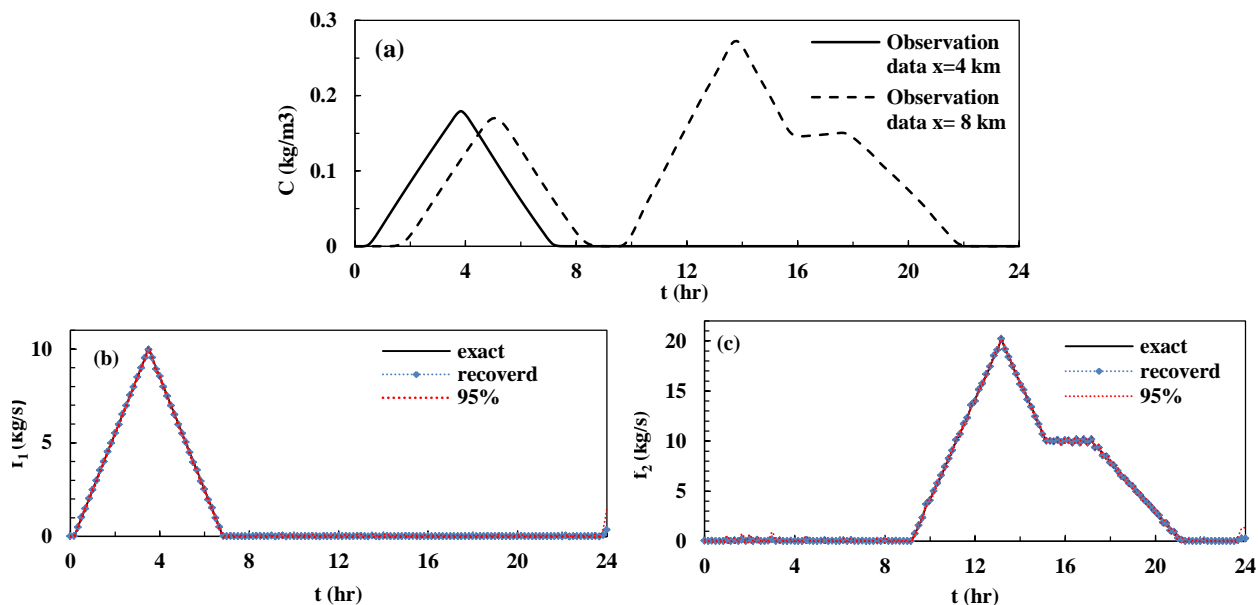 (a)
0.3
0.2
0.1
0
C (kg/m3)
Observation
data x=4 km
Observation
data x= 8 km
0 4 8 12 16 20 24
t (hr)
(b)
10
5
0
(kg/s)
exact
recoverd
95%
0 4 8 12 16 20 24
t (hr)
(c)
20
15
10
5
0
(kg/s)
exact
recoverd
95%
0 4 8 12 16 20 24
t (hr)